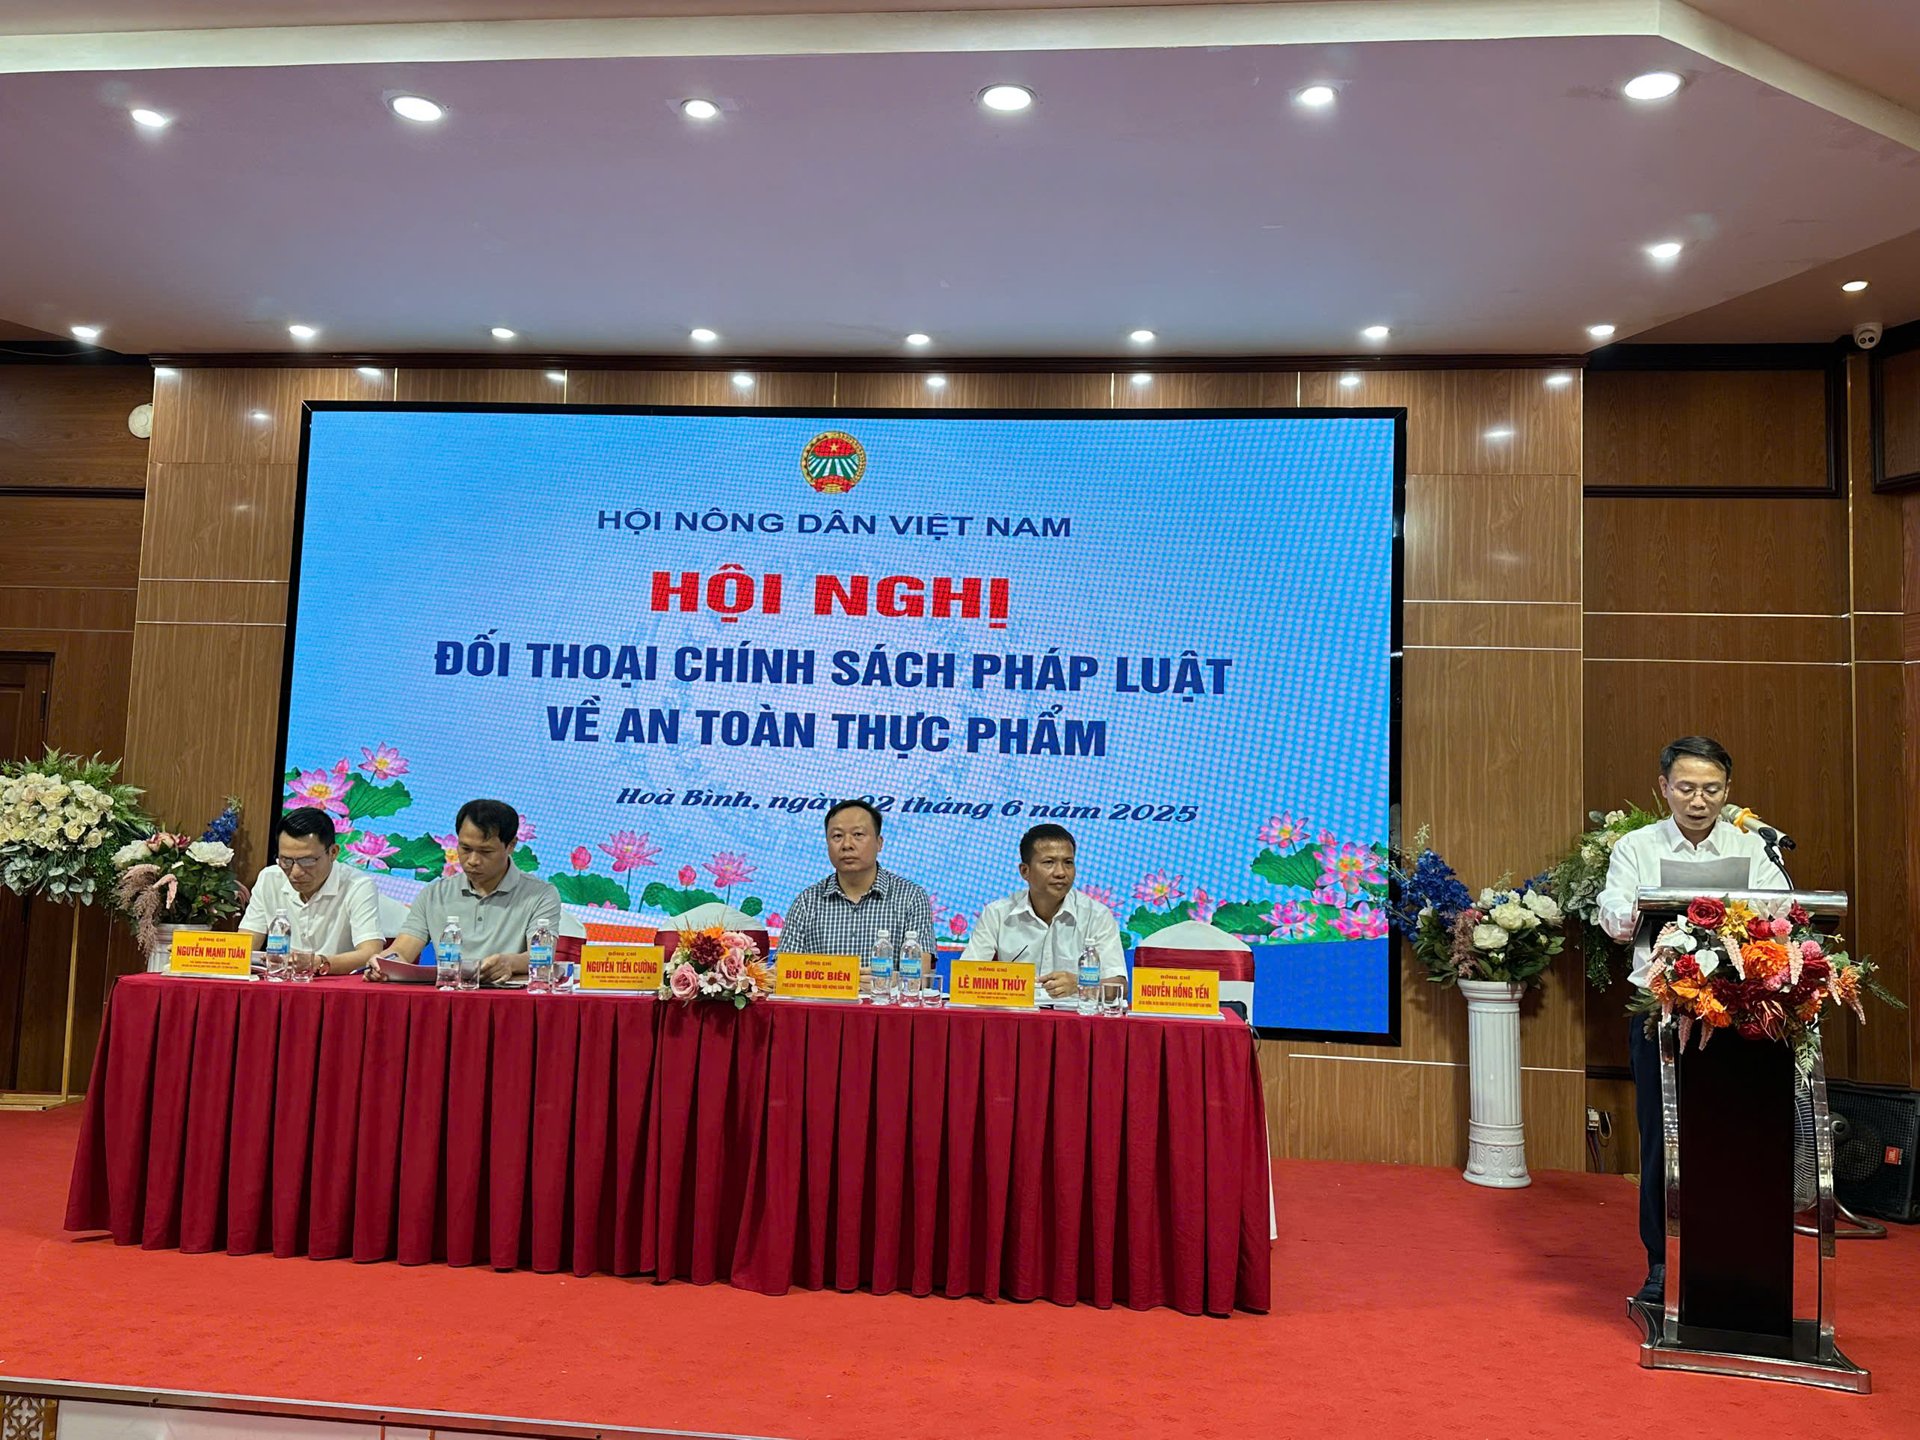 HỘI NÔNG DÂN VIỆT NAM
HỘI NGHỊ
ĐỐI THOẠI CHÍNH SÁCH PHÁP LUẬT
VỀ AN TOÀN THỰC PHẨM
Hoà Bình, ngày 02 tháng 6 năm 2025
ĐỒNG CHÍ
NGUYỄN MẠNH TUÂN
ĐỒNG CHÍ
NGUYỄN TIẾN CƯỜNG
ĐỒNG CHÍ
BÙI ĐỨC BIÊN
ĐỒNG CHÍ
LÊ MINH THỦY
ĐỒNG CHÍ
NGUYỄN HỒNG YẾN
JBL